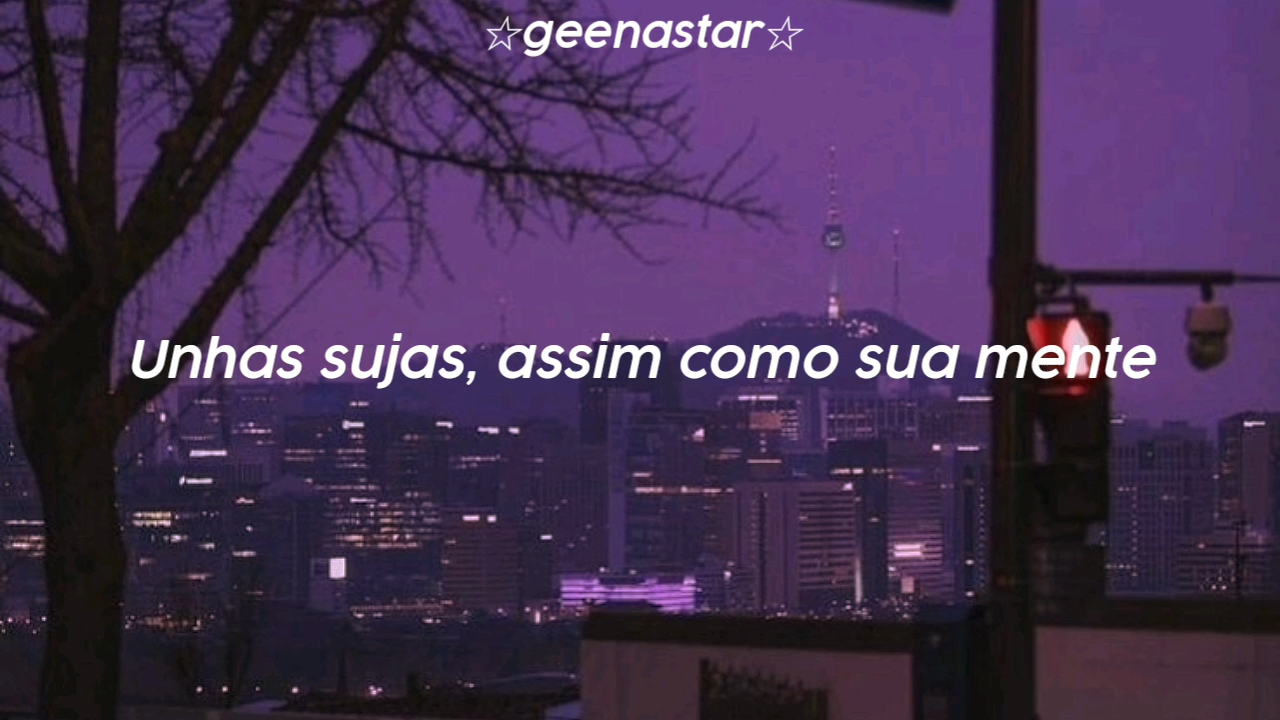 ☆geenastar☆
Unhas sujas, assim como sua mente